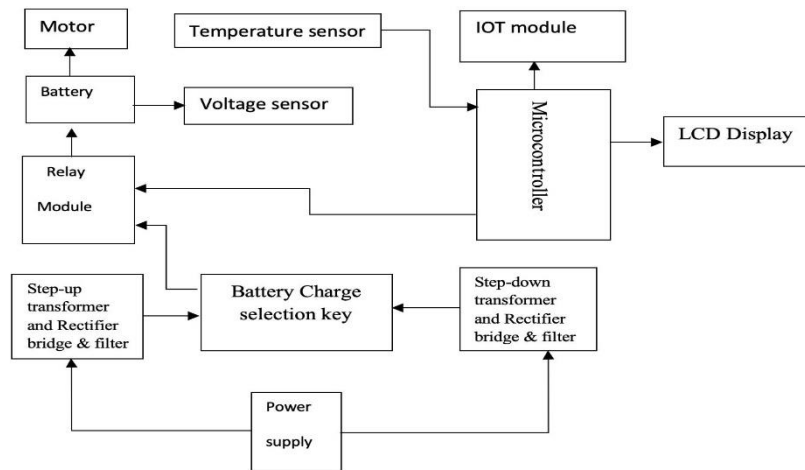 Motor
Temperature sensor
IOT module
Battery
Voltage sensor
Microcontroller
LCD Display
Relay
Module
Step-up
transformer
and Rectifier
bridge & filter
Battery Charge
selection key
Step-down
transformer
and Rectifier
bridge & filter
Power
supply